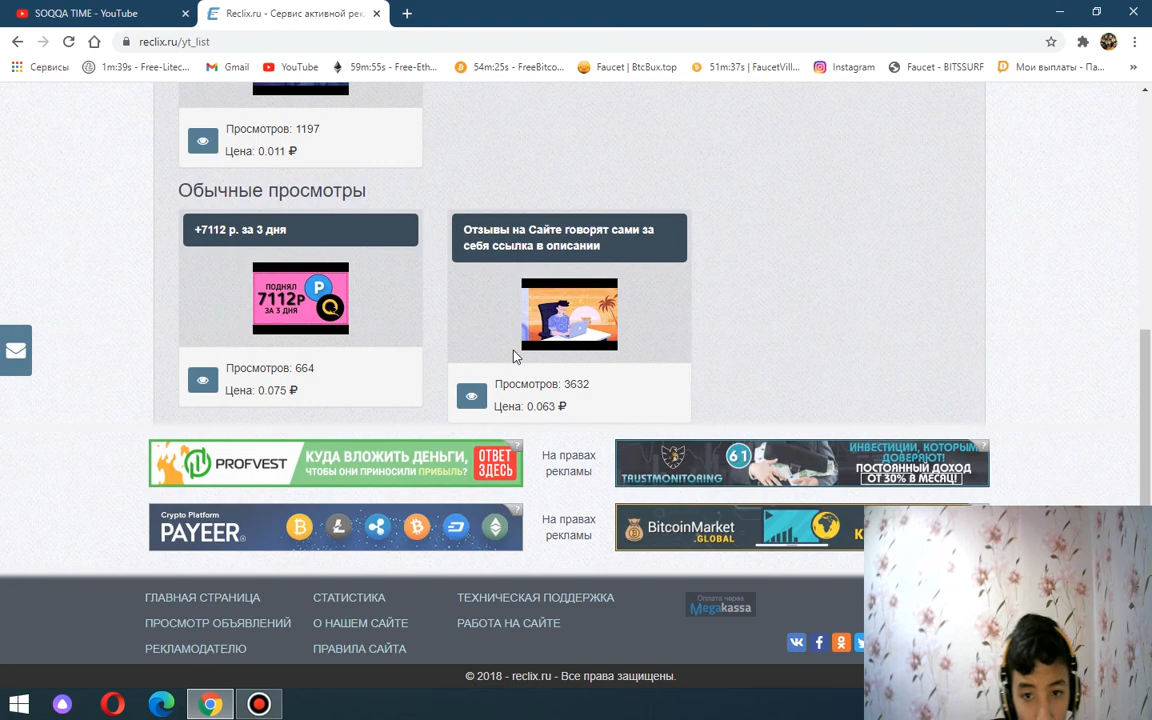 SOQQA TIME - YouTube
Reclix.ru - Сервис активной рек
reclix.ru/yt_list
Сервисы
1m:39s - Free-Litec...
Gmail
YouTube
59m:55s - Free-Eth...
54m:25s - FreeBitco...
Faucet | BtcBux.top
51m:37s | FaucetVill...
Instagram
Faucet - BITSSURF
Мои выплаты - Па...
Просмотров: 1197
Цена: 0.011 ₽
Обычные просмотры
+7112 р. за 3 дня
ПОДНЯЛ
7112Р
ЗА 3 ДНЯ
Просмотров: 664
Цена: 0.075 ₽
Отзывы на Сайте говорят сами за
себя ссылка в описании
Просмотров: 3632
Цена: 0.063 ₽
PROFVEST
КУДА ВЛОЖИТЬ ДЕНЬГИ,
ЧТОБЫ ОНИ ПРИНОСИЛИ ПРИБЫЛЬ?
ОТВЕТ
ЗДЕСЬ
На правах
рекламы
TRUSTMONITORING
61
ИНВЕСТИЦИИ, КОТОРЫМ
ДОВЕРЯЮТ!
ПОСТОЯННЫЙ ДОХОД
ОТ 30% В МЕСЯЦ!
Crypto Platform
PAYEER
На правах
рекламы
BitcoinMarket
.GLOBAL
К
ГЛАВНАЯ СТРАНИЦА
СТАТИСТИКА
ТЕХНИЧЕСКАЯ ПОДДЕРЖКА
Оплата через
Megakassa
ПРОСМОТР ОБЪЯВЛЕНИЙ
О НАШЕМ САЙТЕ
РАБОТА НА САЙТЕ
РЕКЛАМОДАТЕЛЮ
ПРАВИЛА САЙТА
© 2018 - reclix.ru - Все права защищены.